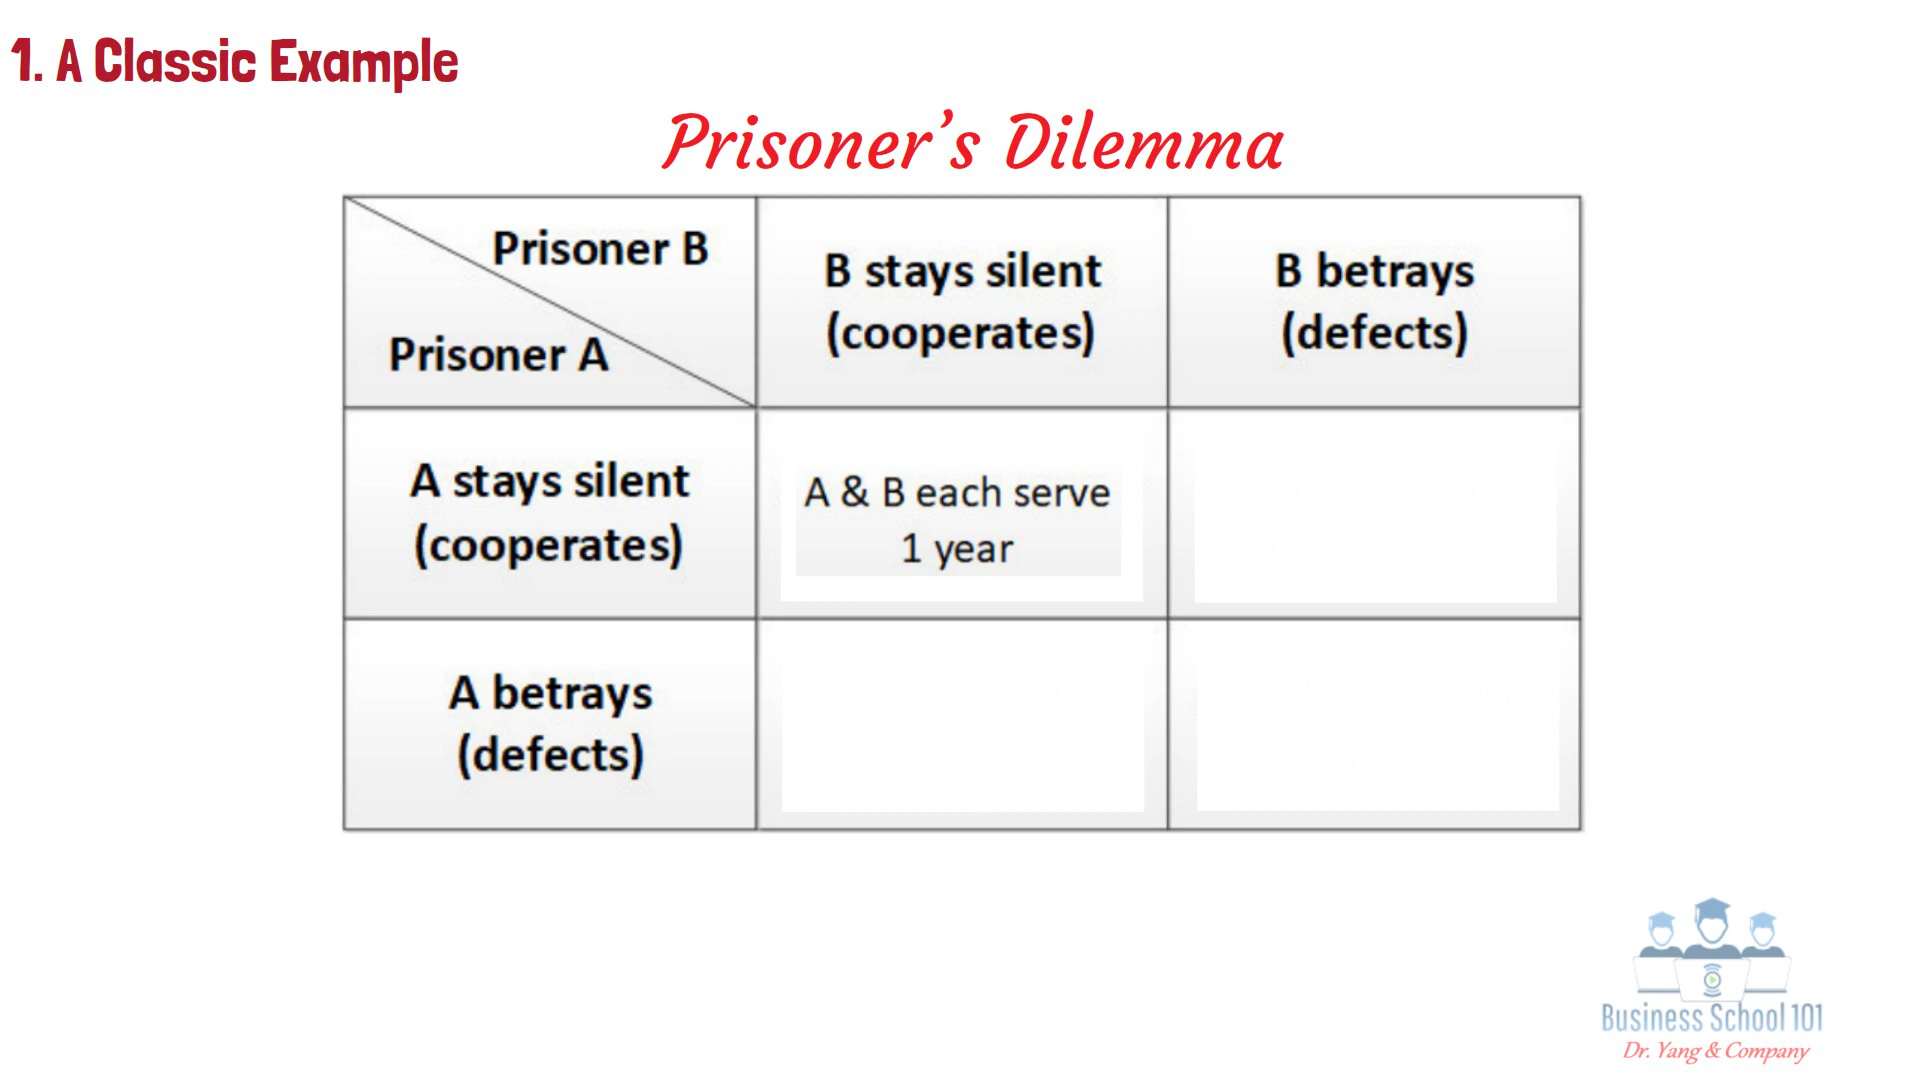 1. A Classic Example
Prisoner’s Dilemma
Prisoner B
Prisoner A
B stays silent
(cooperates)
B betrays
(defects)
A stays silent
(cooperates)
A & B each serve
1 year
A betrays
(defects)
Business School 101
Dr. Yang & Company